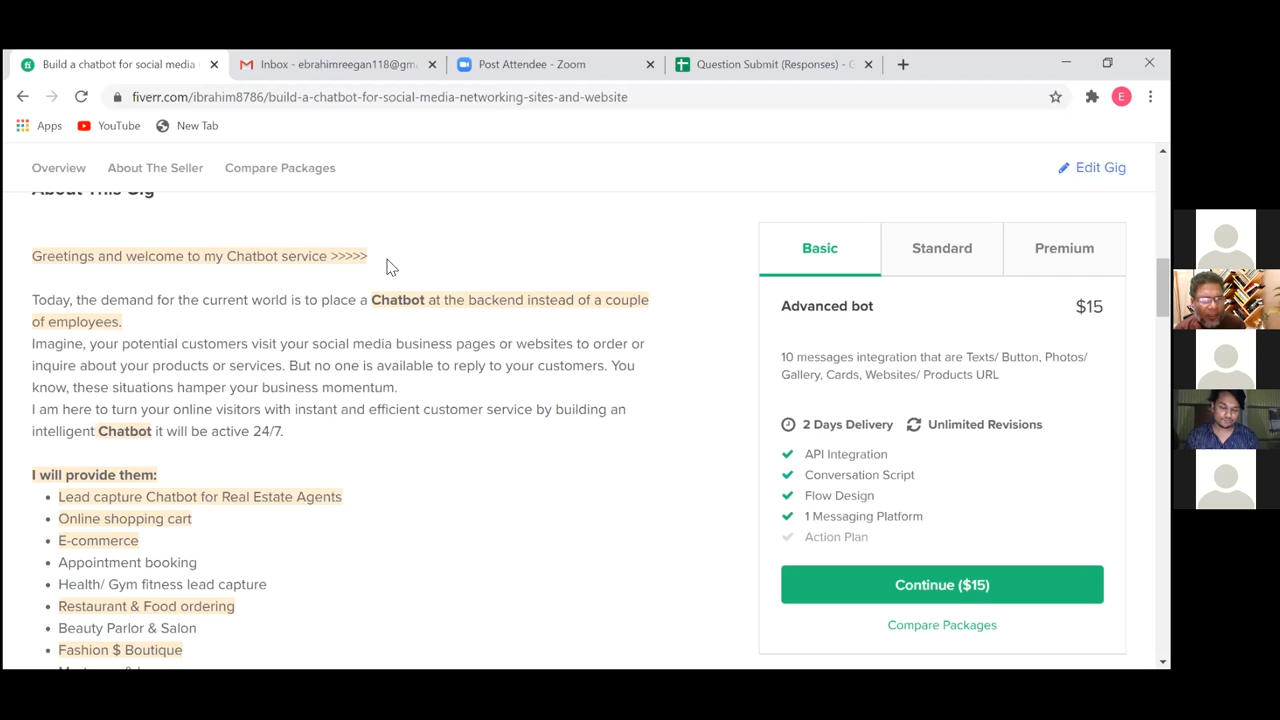 Build a chatbot for social media
Inbox - ebrahimreegan118@gm
Post Attendee - Zoom
Question Submit (Responses) - G
fiverr.com/ibrahim8786/build-a-chatbot-for-social-media-networking-sites-and-website
E
Apps
YouTube
New Tab
Overview
About The Seller
Compare Packages
Edit Gig
About This Gig
Greetings and welcome to my Chatbot service >>>>>
Today, the demand for the current world is to place a Chatbot at the backend instead of a couple
of employees.
Imagine, your potential customers visit your social media business pages or websites to order or
inquire about your products or services. But no one is available to reply to your customers. You
know, these situations hamper your business momentum.
I am here to turn your online visitors with instant and efficient customer service by building an
intelligent Chatbot it will be active 24/7.
I will provide them:
• Lead capture Chatbot for Real Estate Agents
• Online shopping cart
• E-commerce
• Appointment booking
• Health/ Gym fitness lead capture
• Restaurant & Food ordering
• Beauty Parlor & Salon
• Fashion $ Boutique
Basic
Standard
Premium
Advanced bot
$15
10 messages integration that are Texts/ Button, Photos/
Gallery, Cards, Websites/ Products URL
2 Days Delivery
Unlimited Revisions
API Integration
Conversation Script
Flow Design
1 Messaging Platform
Action Plan
Continue ($15)
Compare Packages